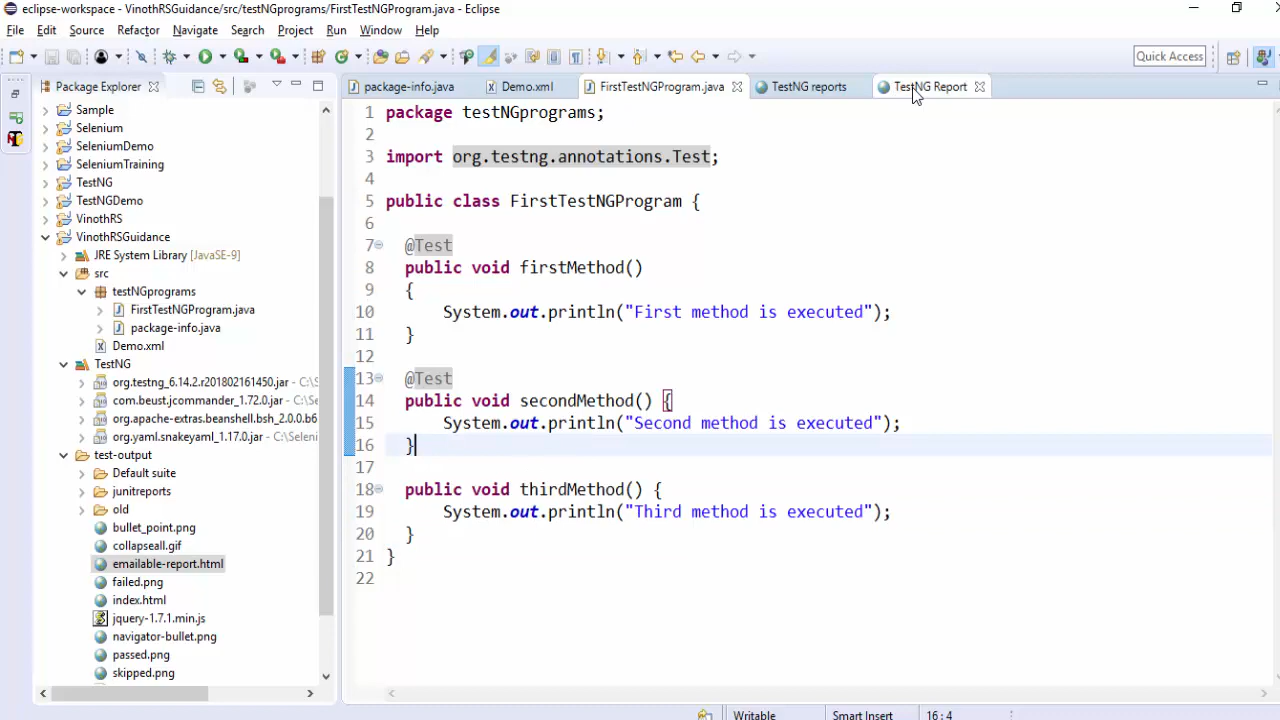 eclipse-workspace - VinothRSGuidance/src/testNGprograms/FirstTestNGProgram.java - Eclipse
File Edit Source Refactor Navigate Search Project Run Window Help
Quick Access
Package Explorer
package-info.java Demo.xml FirstTestNGProgram.java TestNG reports TestNG Report
Sample
Selenium
SeleniumDemo
SeleniumTraining
TestNG
TestNGDemo
VinothRS
VinothRSGuidance
JRE System Library [JavaSE-9]
src
testNGprograms
FirstTestNGProgram.java
package-info.java
Demo.xml
TestNG
org.testng_6.14.2.r201802161450.jar - C:\S
com.beust.jcommander_1.72.0.jar - C:\
org.apache-extras.beanshell.bsh_2.0.0.b6
org.yaml.snakeyaml_1.17.0.jar - C:\Seleni
test-output
Default suite
junitreports
old
bullet_point.png
collapseall.gif
emailable-report.html
failed.png
index.html
jquery-1.7.1.min.js
navigator-bullet.png
passed.png
skipped.png
1 package testNGprograms;
2
3 import org.testng.annotations.Test;
4
5 public class FirstTestNGProgram {
6
7 @Test
8 public void firstMethod()
9 {
10 System.out.println("First method is executed");
11 }
12
13 @Test
14 public void secondMethod() {
15 System.out.println("Second method is executed");
16 }
17
18 public void thirdMethod() {
19 System.out.println("Third method is executed");
20 }
21 }
22
Writable Smart Insert 16:4